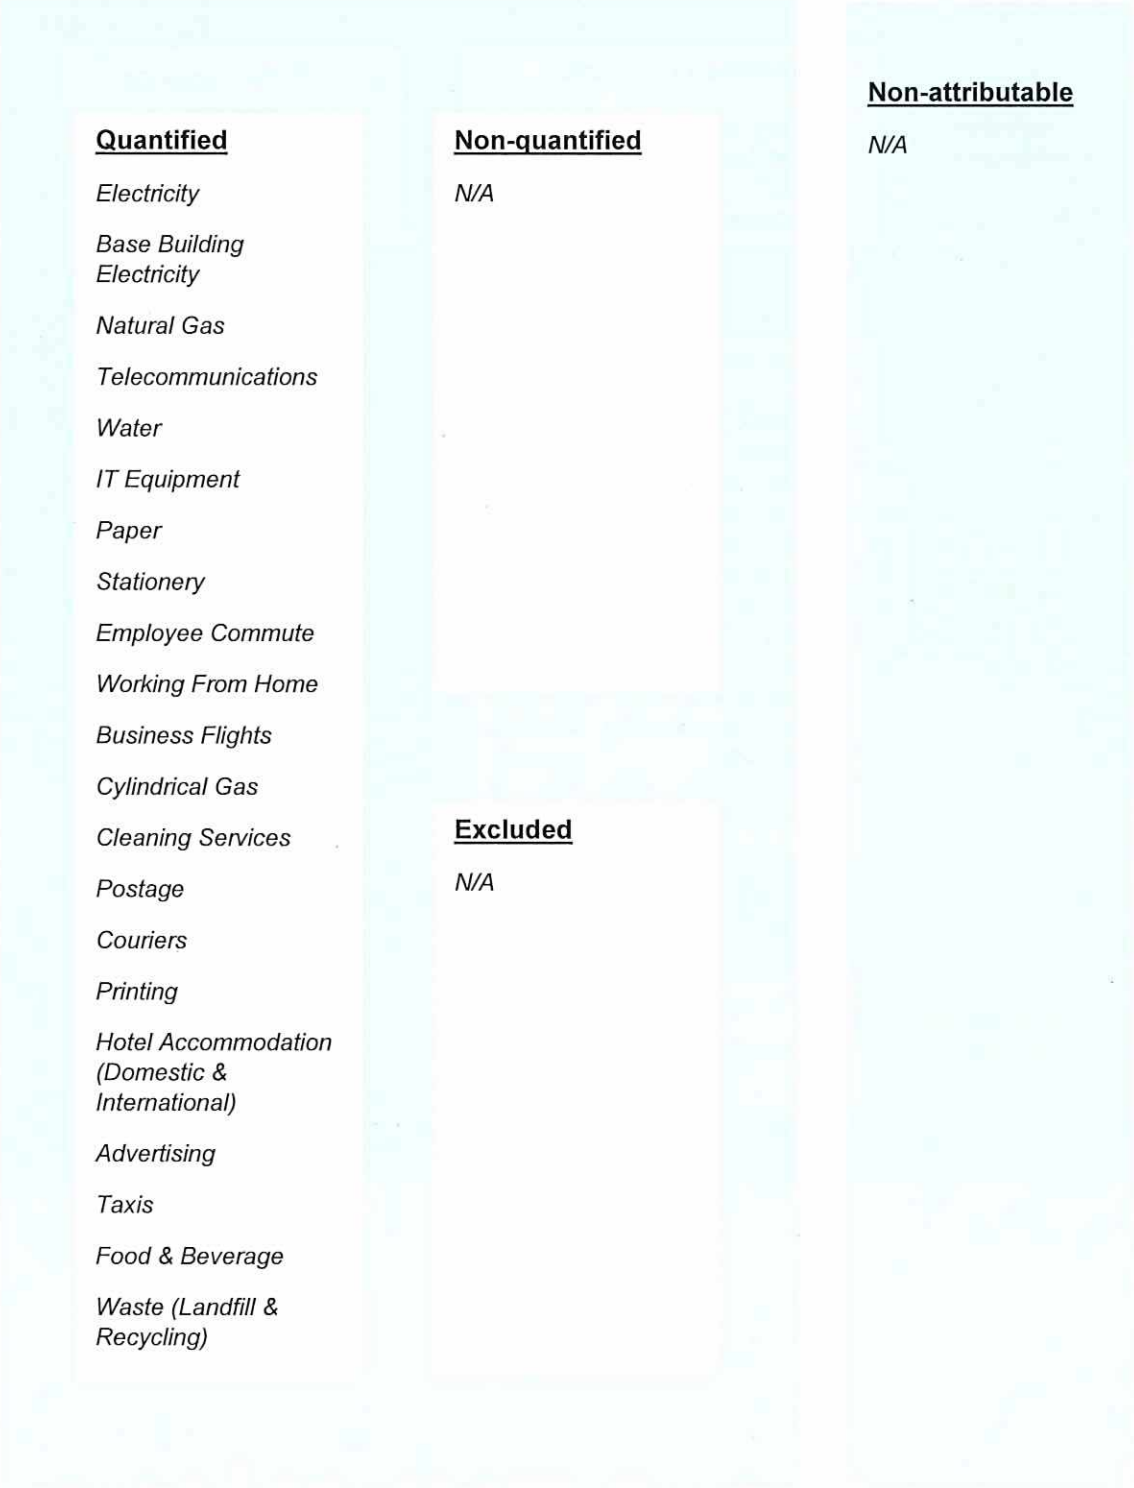 Quantified
Electricity
Base Building
Electricity
Natural Gas
Telecommunications
Water
IT Equipment
Paper
Stationery
Employee Commute
Working From Home
Business Flights
Cylindrical Gas
Cleaning Services
Postage
Couriers
Printing
Hotel Accommodation
(Domestic &
International)
Advertising
Taxis
Food & Beverage
Waste (Landfill &
Recycling)
Non-quantified
N/A
Excluded
N/A
Non-attributable
N/A